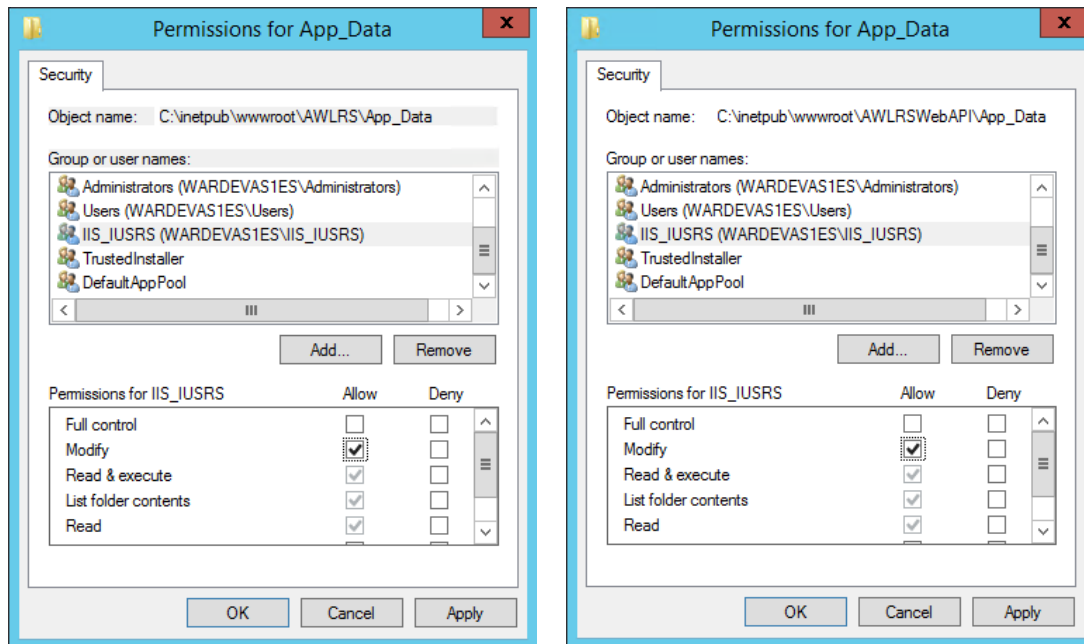 Permissions for App_Data
x
Security
Object name: C:\inetpub\wwwroot\AWLRS\App_Data
Group or user names:
Administrators (WARDEVAS1ES\Administrators)
Users (WARDEVAS1ES\Users)
IIS_IUSRS (WARDEVAS1ES\IIS_IUSRS)
TrustedInstaller
DefaultAppPool
Add... Remove
Permissions for IIS_IUSRS Allow Deny
Full control
Modify
Read & execute
List folder contents
Read
OK Cancel Apply
Permissions for App_Data
x
Security
Object name: C:\inetpub\wwwroot\AWLRSWebAPI\App_Data
Group or user names:
Administrators (WARDEVAS1ES\Administrators)
Users (WARDEVAS1ES\Users)
IIS_IUSRS (WARDEVAS1ES\IIS_IUSRS)
TrustedInstaller
DefaultAppPool
Add... Remove
Permissions for IIS_IUSRS Allow Deny
Full control
Modify
Read & execute
List folder contents
Read
OK Cancel Apply